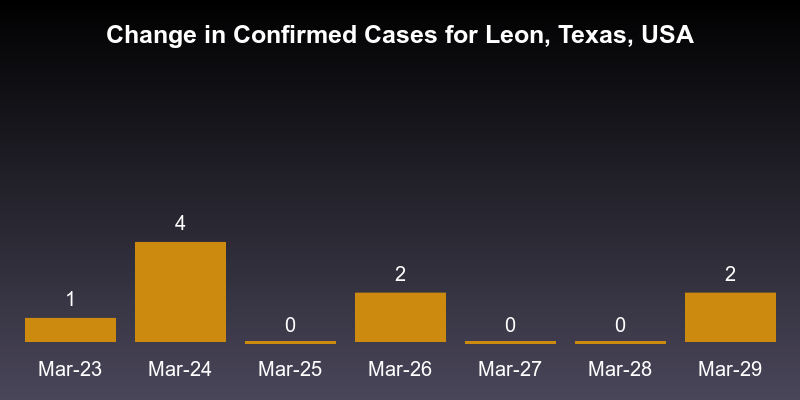 Change in Confirmed Cases for Leon, Texas, USA
1 4 0 2 0 0 2
Mar-23 Mar-24 Mar-25 Mar-26 Mar-27 Mar-28 Mar-29